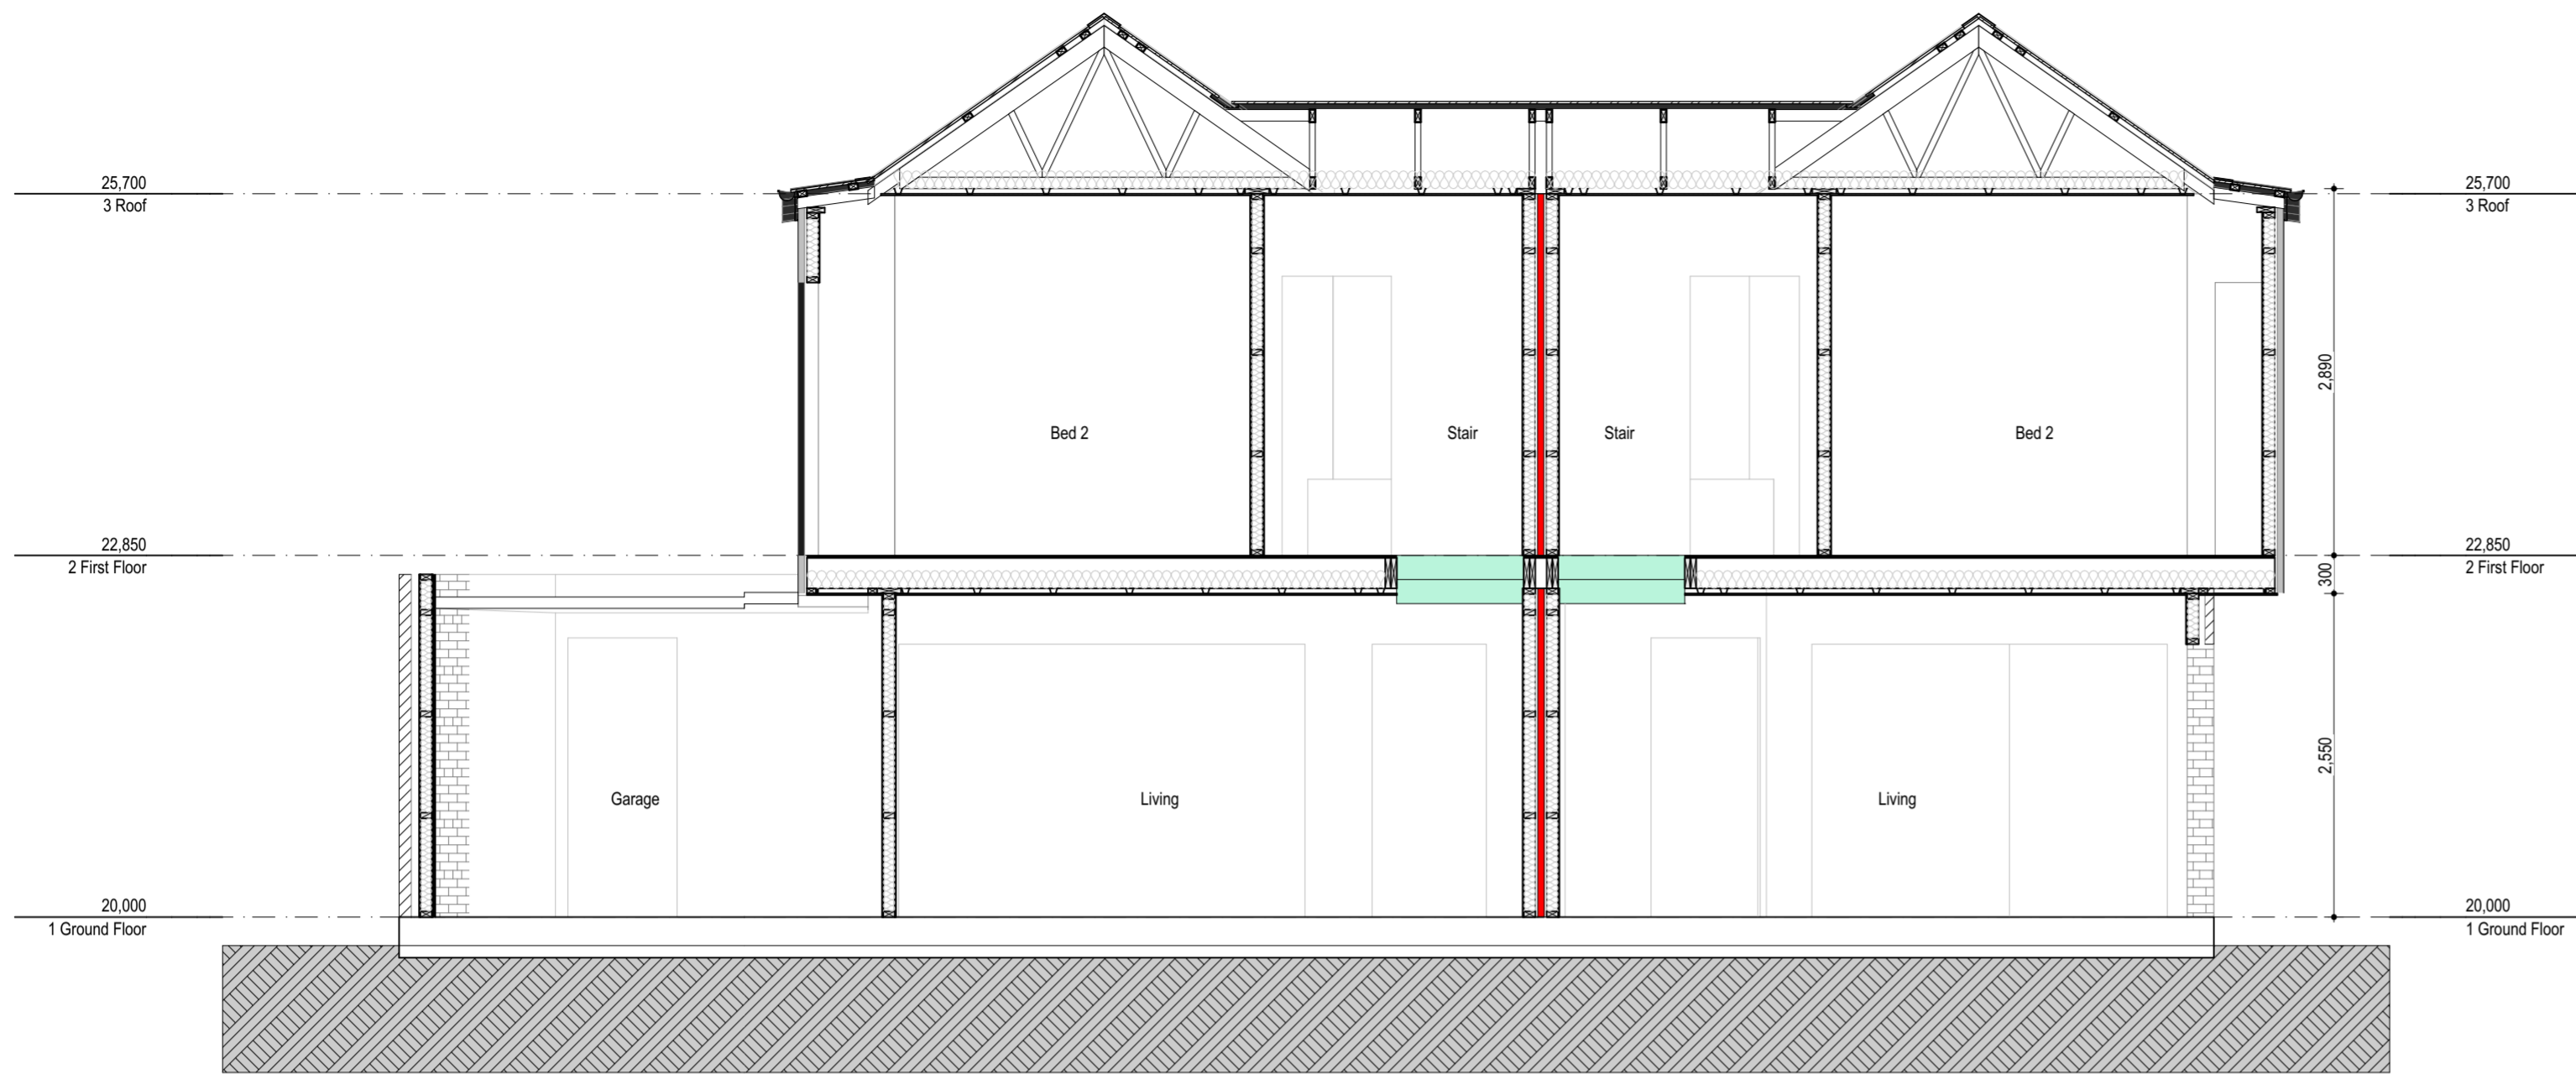 25,700
3 Roof
25,700
3 Roof
2,890
Bed 2
Stair
Stair
Bed 2
22,850
2 First Floor
22,850
2 First Floor
300
2,550
Garage
Living
Living
20,000
1 Ground Floor
20,000
1 Ground Floor